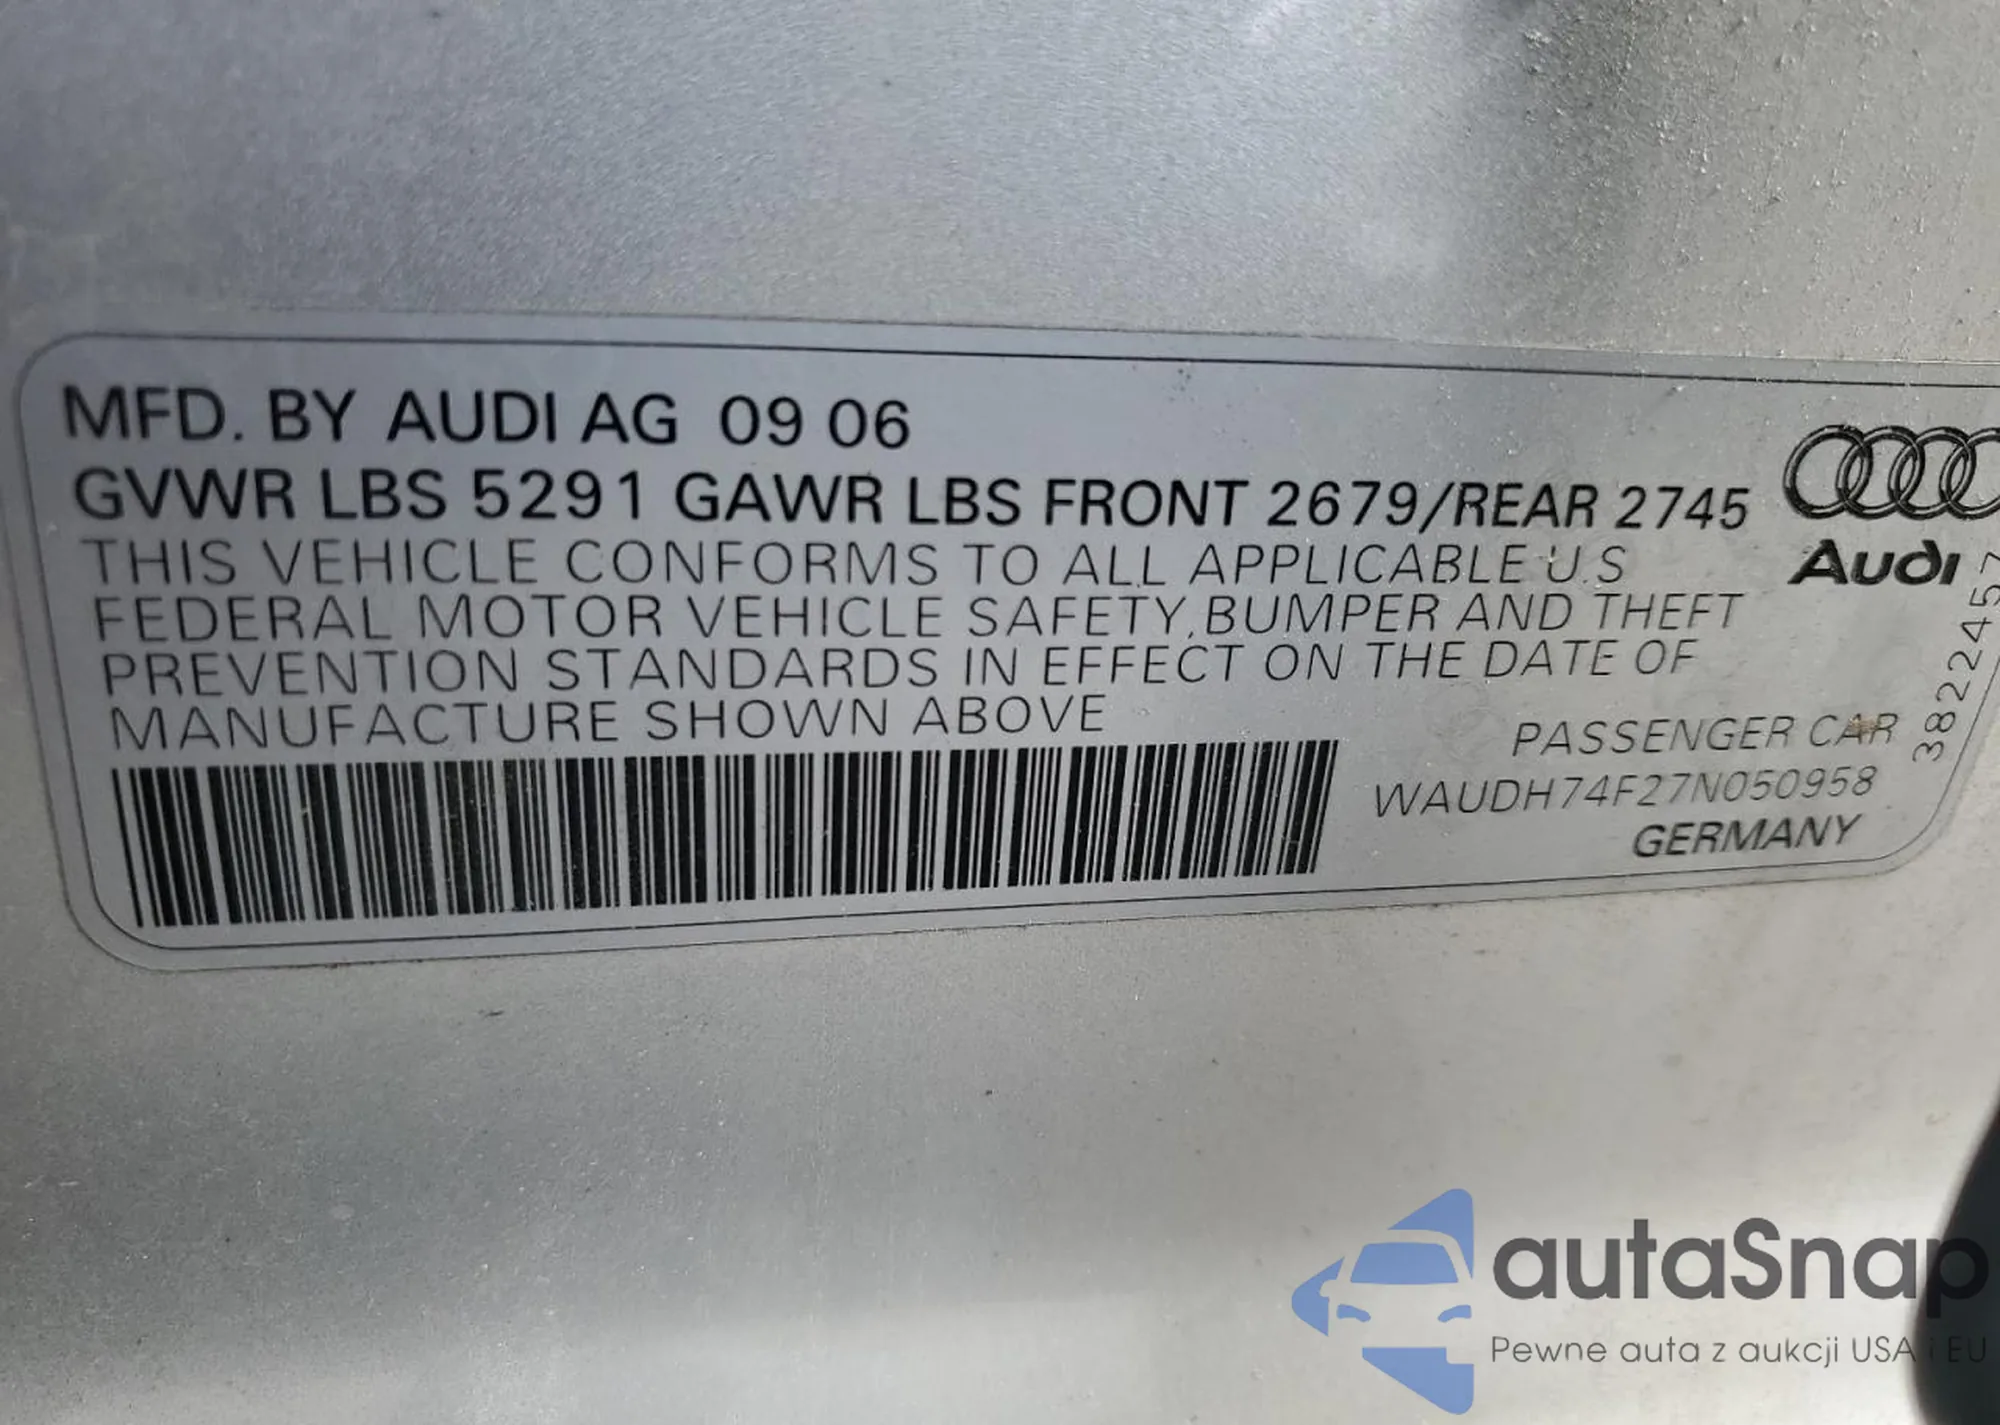 MFD. BY AUDI AG 09 06
GVWR LBS 5291 GAWR LBS FRONT 2679/REAR 2745
THIS VEHICLE CONFORMS TO ALL APPLICABLE U.S
FEDERAL MOTOR VEHICLE SAFETY, BUMPER AND THEFT
PREVENTION STANDARDS IN EFFECT ON THE DATE OF
MANUFACTURE SHOWN ABOVE
Audi
3822457
PASSENGER CAR
WAUDH74F27N050958
GERMANY
autaSnap
Pewne auta z aukcji USA i EU